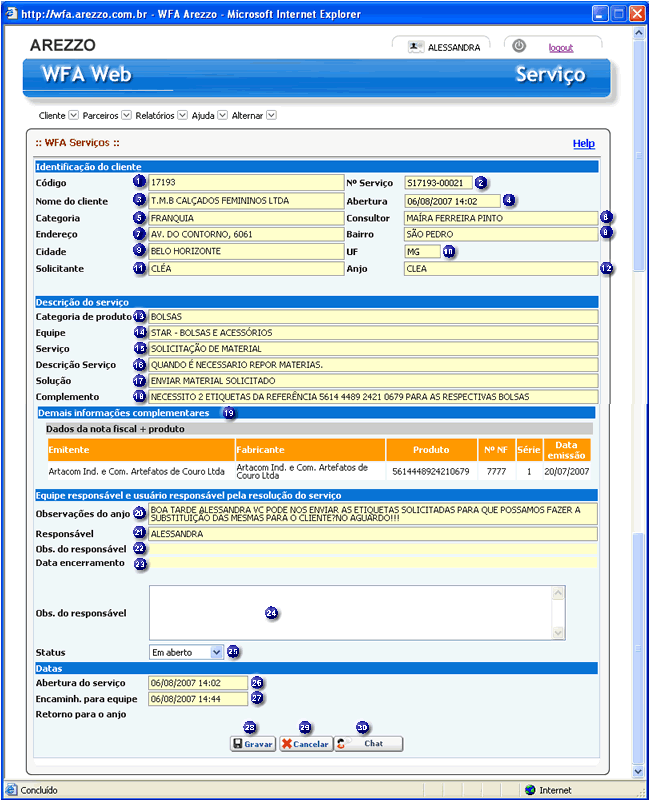 http://wfa.arezzo.com.br - WFA Arezzo - Microsoft Internet Explorer
AREZZO
ALESSANDRA
logout
WFA Web
Serviço
Cliente Parceiros Relatórios Ajuda Alternar
:: WFA Serviços ::
Help
Identificação do cliente
Código 1 17193 Nº Serviço S17193-00021 2
Nome do cliente 3 T.M.B CALÇADOS FEMININOS LTDA Abertura 06/08/2007 14:02 4
Categoria 5 FRANQUIA Consultor MAÍRA FERREIRA PINTO 6
Endereço 7 AV. DO CONTORNO, 6061 Bairro SÃO PEDRO 8
Cidade 9 BELO HORIZONTE UF MG 10
Solicitante 11 CLÉA Anjo CLEA 12
Descrição do serviço
Categoria de produto 13 BOLSAS
Equipe 14 STAR - BOLSAS E ACESSÓRIOS
Serviço 15 SOLICITAÇÃO DE MATERIAL
Descrição Serviço 16 QUANDO É NECESSARIO REPOR MATERIAS.
Solução 17 ENVIAR MATERIAL SOLICITADO
Complemento 18 NECESSITO 2 ETIQUETAS DA REFERÊNCIA 5614 4489 2421 0679 PARA AS RESPECTIVAS BOLSAS
Demais informações complementares 19
Dados da nota fiscal + produto
Emitente Fabricante Produto Nº NF Série Data emissão
Artacom Ind. e Com. Artefatos de Couro Ltda Artacom Ind. e Com. Artefatos de Couro Ltda 5614448924210679 7777 1 20/07/2007
Equipe responsável e usuário responsável pela resolução do serviço
Observações do anjo 20 BOA TARDE ALESSANDRA VC PODE NOS ENVIAR AS ETIQUETAS SOLICITADAS PARA QUE POSSAMOS FAZER A
SUBSTITUIÇÃO DAS MESMAS PARA O CLIENTE?NO AGUARDO!!!
Responsável 21 ALESSANDRA
Obs. do responsável 22
Data encerramento 23
Obs. do responsável 24
Status Em aberto 25
Datas
Abertura do serviço 06/08/2007 14:02 26
Encaminh. para equipe 06/08/2007 14:44 27
Retorno para o anjo
28 29 30
Gravar Cancelar Chat
Concluído Internet